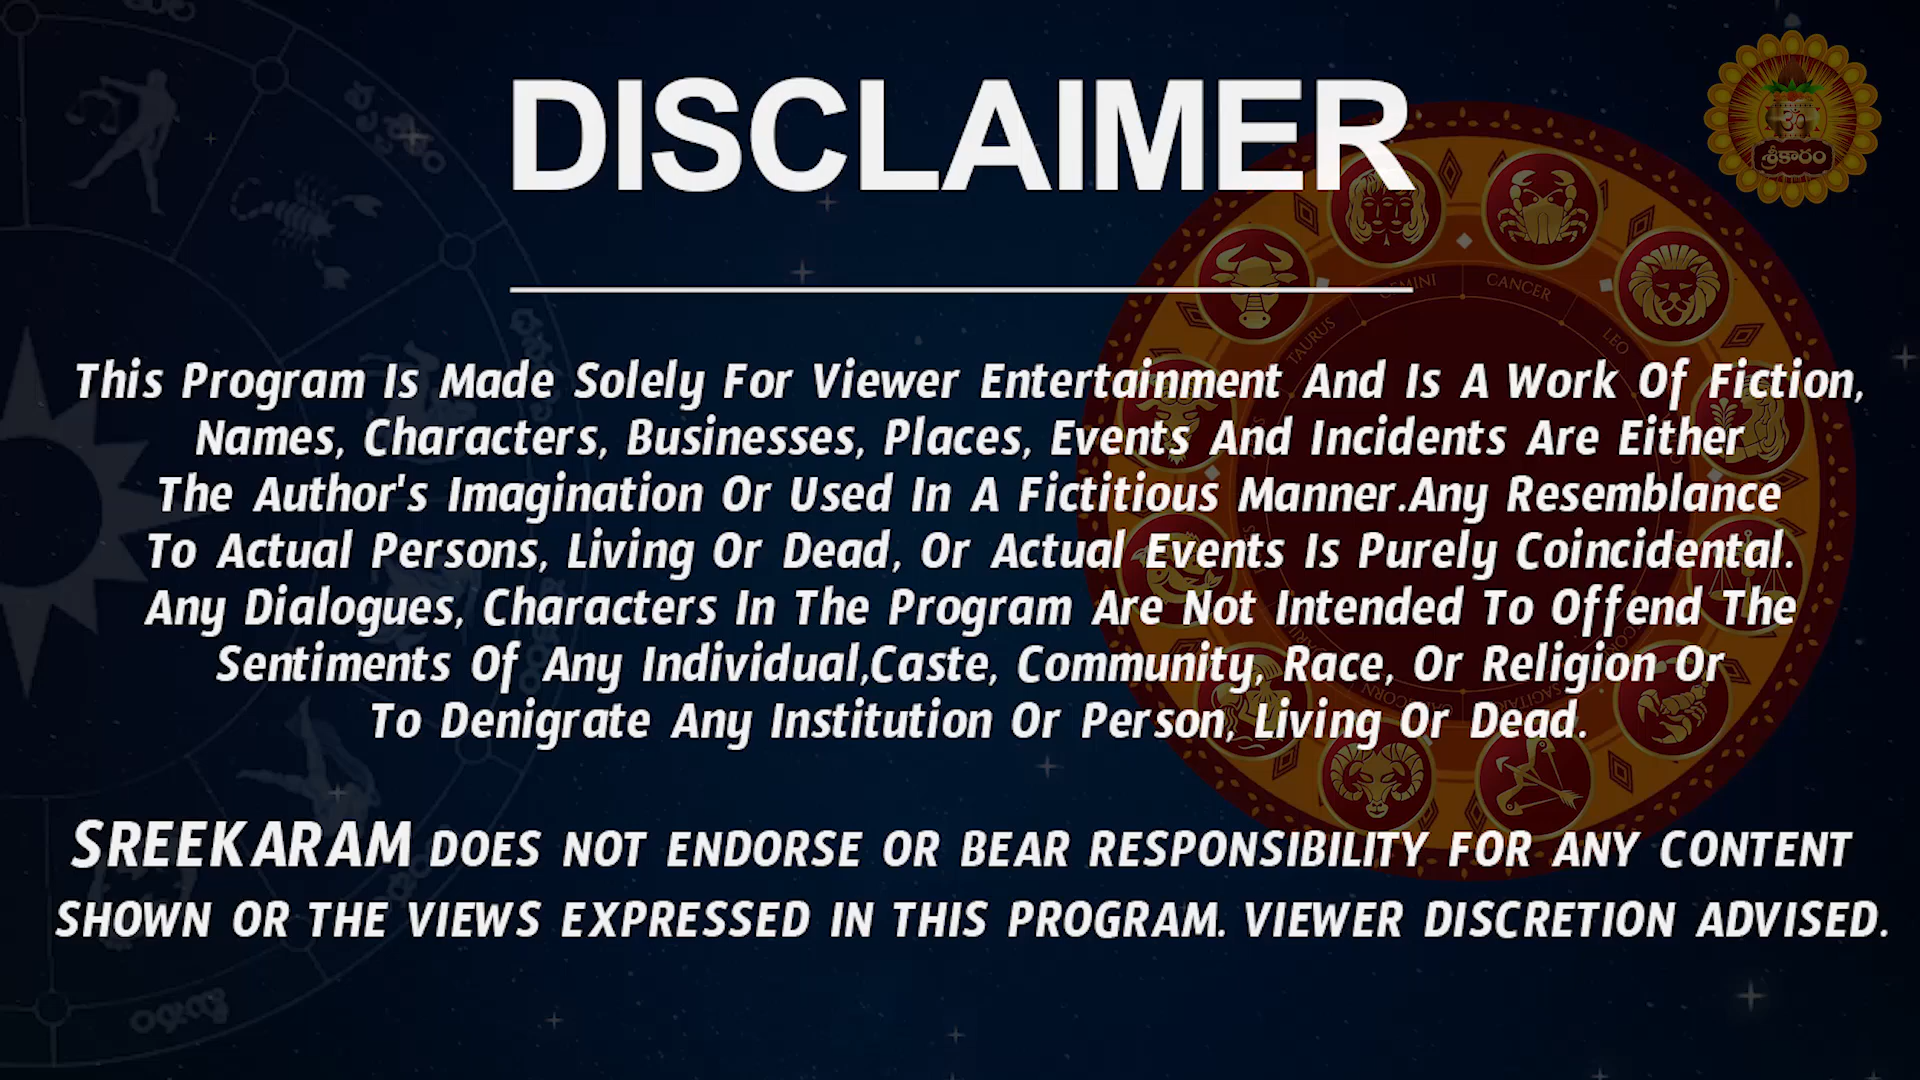 DISCLAIMER
శ్రీకారం
GEMINI
CANCER
TAURUS
LEO
This Program Is Made Solely For Viewer Entertainment And Is A Work Of Fiction,
Names, Characters, Businesses, Places, Events And Incidents Are Either
The Author's Imagination Or Used In A Fictitious Manner.Any Resemblance
To Actual Persons, Living Or Dead, Or Actual Events Is Purely Coincidental.
Any Dialogues, Characters In The Program Are Not Intended To Offend The
Sentiments Of Any Individual,Caste, Community, Race, Or Religion Or
To Denigrate Any Institution Or Person, Living Or Dead.
SREEKARAM DOES NOT ENDORSE OR BEAR RESPONSIBILITY FOR ANY CONTENT
SHOWN OR THE VIEWS EXPRESSED IN THIS PROGRAM. VIEWER DISCRETION ADVISED.